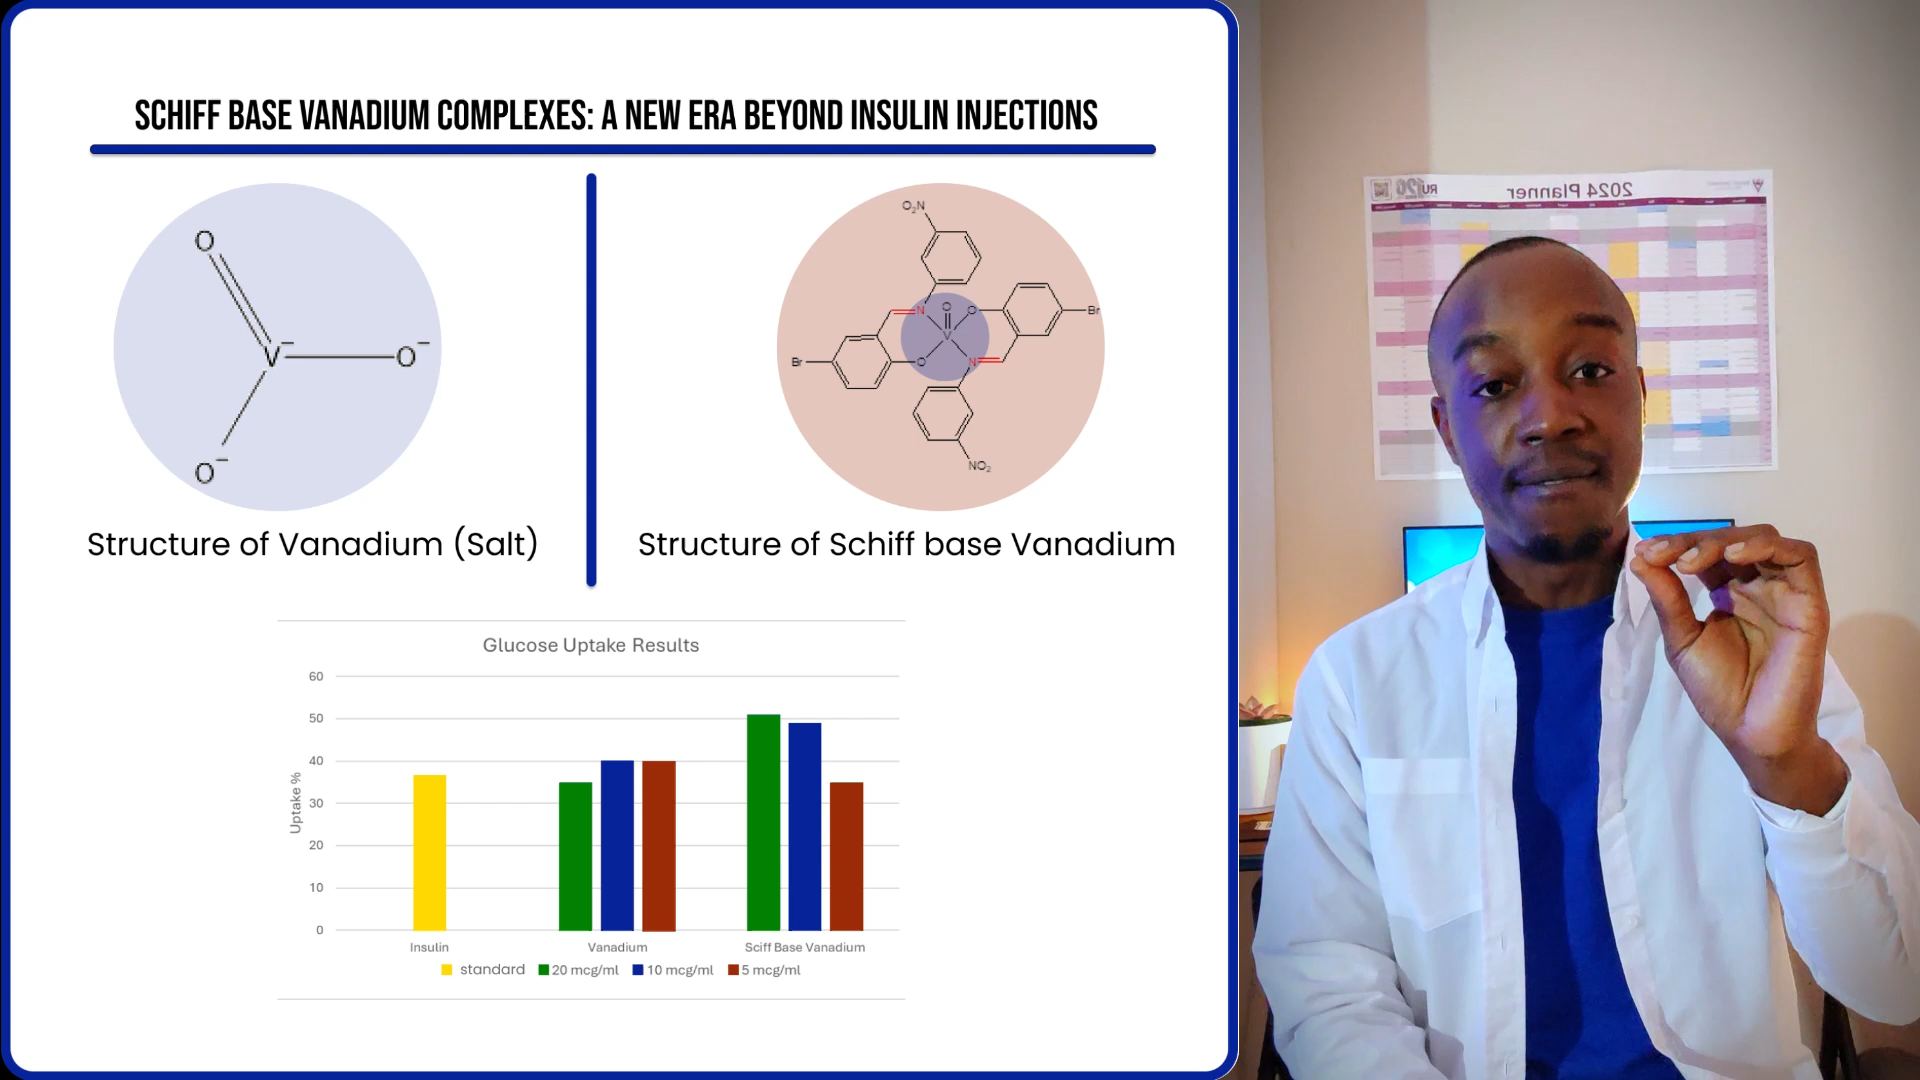 SCHIFF BASE VANADIUM COMPLEXES: A NEW ERA BEYOND INSULIN INJECTIONS
O
V⁻
O⁻
O⁻
Structure of Vanadium (Salt)
O₂N
N
O
O
Br
V
Br
O
N
NO₂
Structure of Schiff base Vanadium
Glucose Uptake Results
Uptake %
60
50
40
30
20
10
0
Insulin
Vanadium
Sciff Base Vanadium
standard
20 mcg/ml
10 mcg/ml
5 mcg/ml
2024 Planner